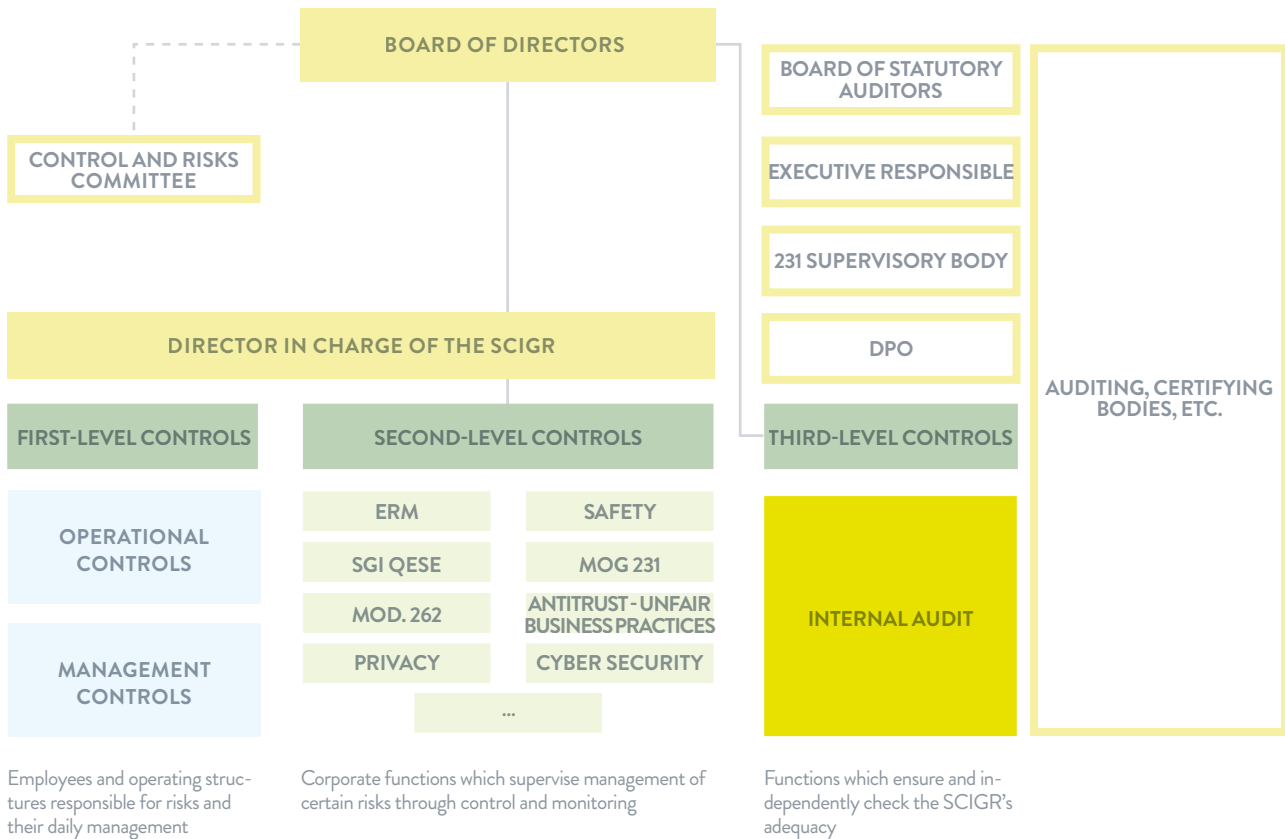 BOARD OF DIRECTORS
BOARD OF STATUTORY
AUDITORS
CONTROL AND RISKS
COMMITTEE
EXECUTIVE RESPONSIBLE
231 SUPERVISORY BODY
DIRECTOR IN CHARGE OF THE SCIGR
DPO
AUDITING, CERTIFYING
BODIES, ETC.
FIRST-LEVEL CONTROLS
SECOND-LEVEL CONTROLS
THIRD-LEVEL CONTROLS
OPERATIONAL
CONTROLS
MANAGEMENT
CONTROLS
ERM
SAFETY
SGI QESE
MOG 231
MOD. 262
ANTITRUST - UNFAIR
BUSINESS PRACTICES
PRIVACY
CYBER SECURITY
...
INTERNAL AUDIT
Employees and operating struc-
tures responsible for risks and
their daily management
Corporate functions which supervise management of
certain risks through control and monitoring
Functions which ensure and in-
dependently check the SCIGR's
adequacy